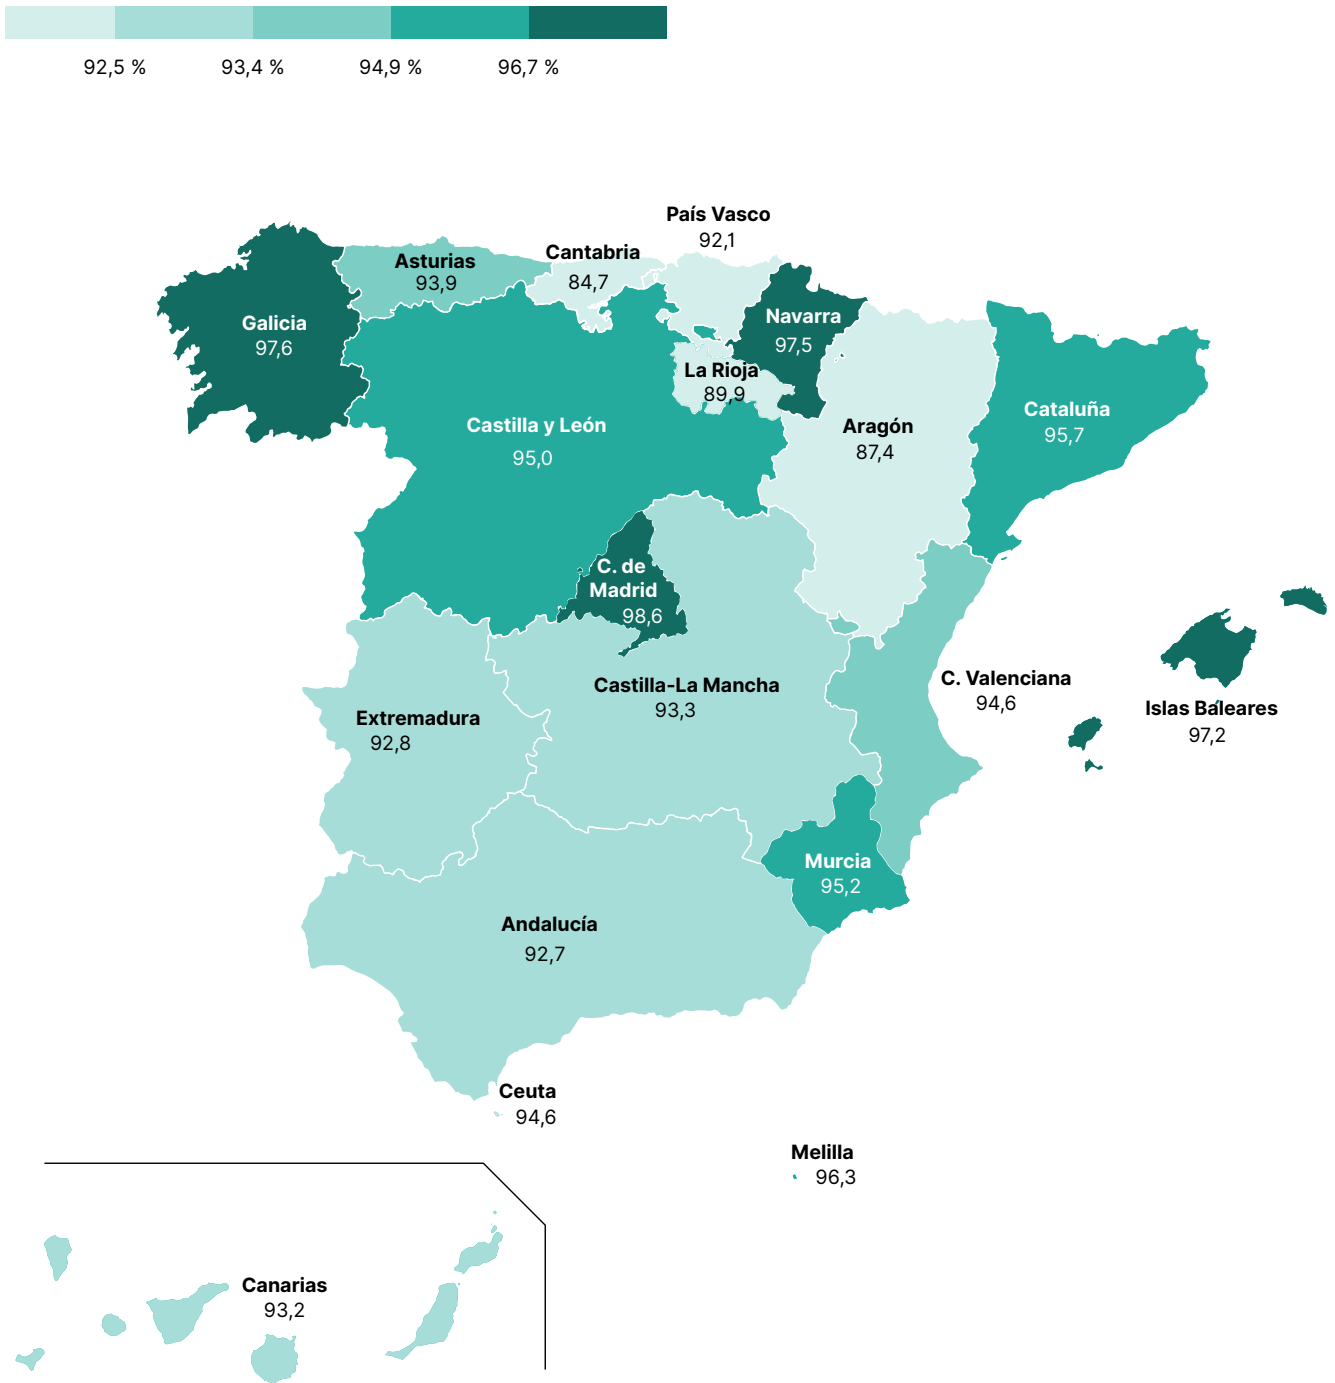 92,5 %
93,4 %
94,9 %
96,7 %
País Vasco
92,1
Cantabria
84,7
Asturias
93,9
Galicia
97,6
Navarra
97,5
La Rioja
89,9
Castilla y León
95,0
Aragón
87,4
Cataluña
95,7
C. de
Madrid
98,6
Castilla-La Mancha
93,3
C. Valenciana
94,6
Islas Baleares
97,2
Extremadura
92,8
Murcia
95,2
Andalucía
92,7
Ceuta
94,6
Melilla
96,3
Canarias
93,2